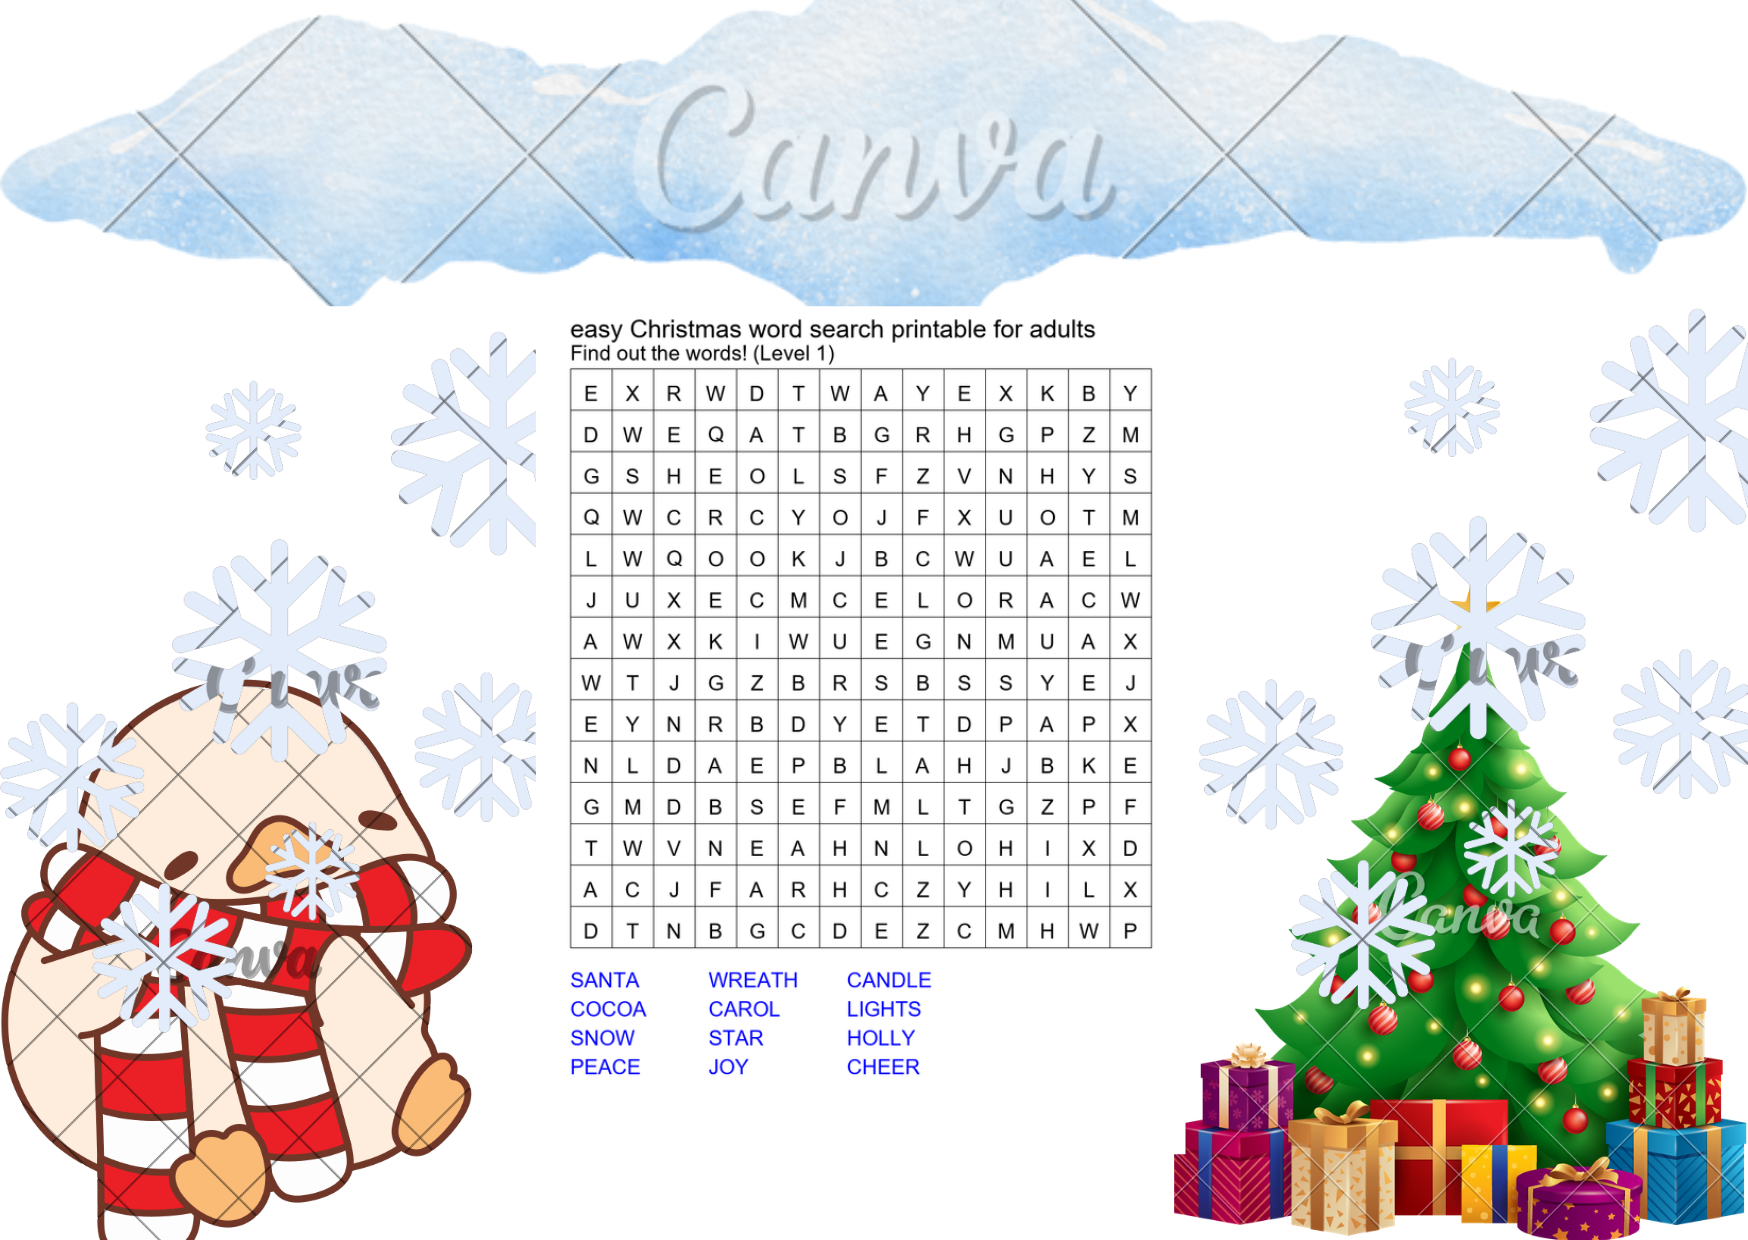 Canva
easy Christmas word search printable for adults
Find out the words! (Level 1)
E X R W D T W A Y E X K B Y
D W E Q A T B G R H G P Z M
G S H E O L S F Z V N H Y S
Q W C R C Y O J F X U O T M
L W Q O O K J B C W U A E L
J U X E C M C E L O R A C W
A W X K I W U E G N M U A X
W T J G Z B R S B S S Y E J
E Y N R B D Y E T D P A P X
N L D A E P B L A H J B K E
G M D B S E F M L T G Z P F
T W V N E A H N L O H I X D
A C J F A R H C Z Y H I L X
D T N B G C D E Z C M H W P
SANTA WREATH CANDLE
COCOA CAROL LIGHTS
SNOW STAR HOLLY
PEACE JOY CHEER
Canva
Canva